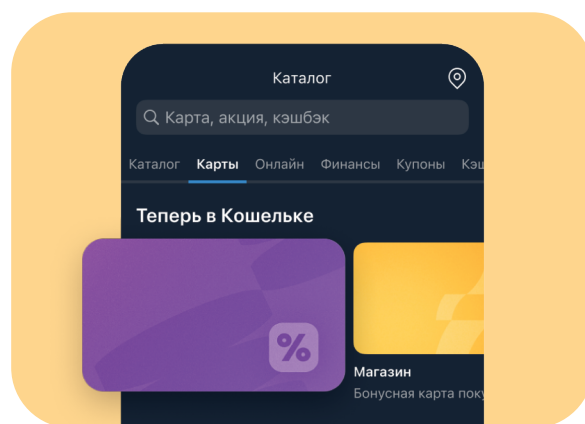 Каталог
Карта, акция, кэшбэк
Каталог Карты Онлайн Финансы Купоны
Теперь в Кошельке
%
Магазин
Бонусная карта